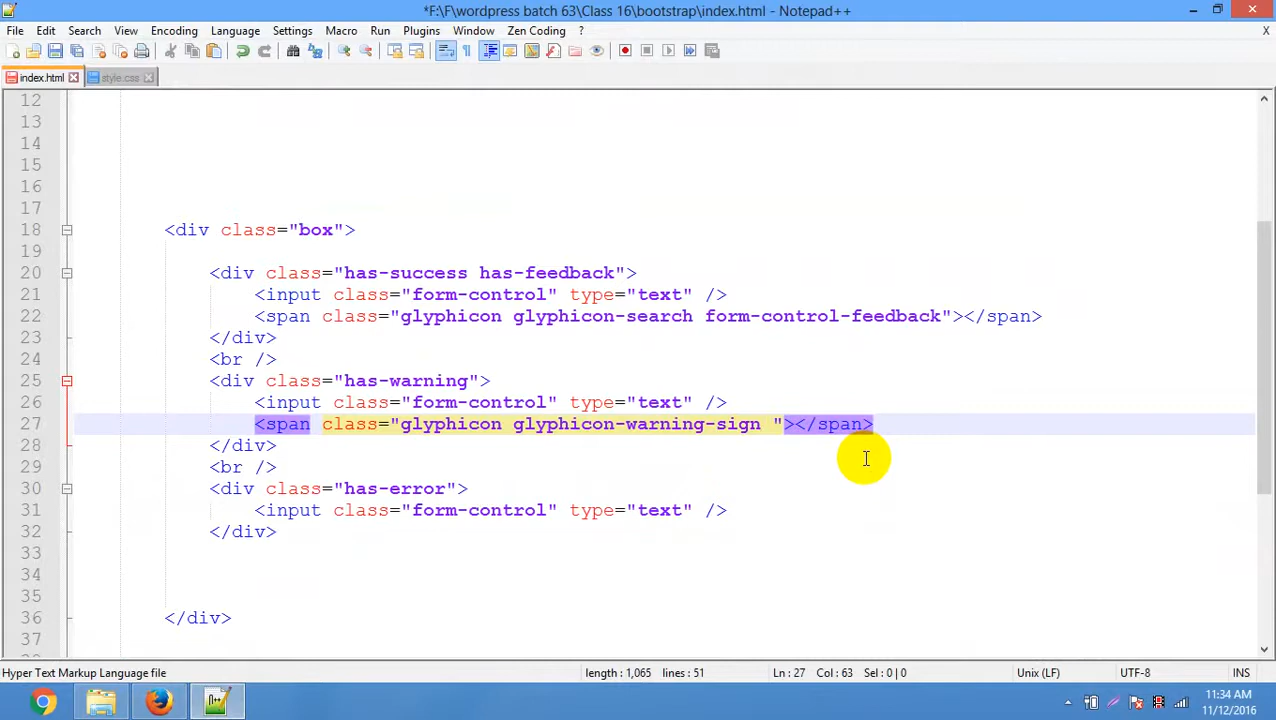 *F:\F\wordpress batch 63\Class 16\bootstrap\index.html - Notepad++
File Edit Search View Encoding Language Settings Macro Run Plugins Window Zen Coding ? X
index.html style.css
12
13
14
15
16
17
18 <div class="box">
19
20 <div class="has-success has-feedback">
21 <input class="form-control" type="text" />
22 <span class="glyphicon glyphicon-search form-control-feedback"></span>
23 </div>
24 <br />
25 <div class="has-warning">
26 <input class="form-control" type="text" />
27 <span class="glyphicon glyphicon-warning-sign "></span>
28 </div>
29 <br />
30 <div class="has-error">
31 <input class="form-control" type="text" />
32 </div>
33
34
35
36 </div>
37
Hyper Text Markup Language file length : 1,065 lines : 51 Ln : 27 Col : 63 Sel : 0 | 0 Unix (LF) UTF-8 INS
11:34 AM
11/12/2016